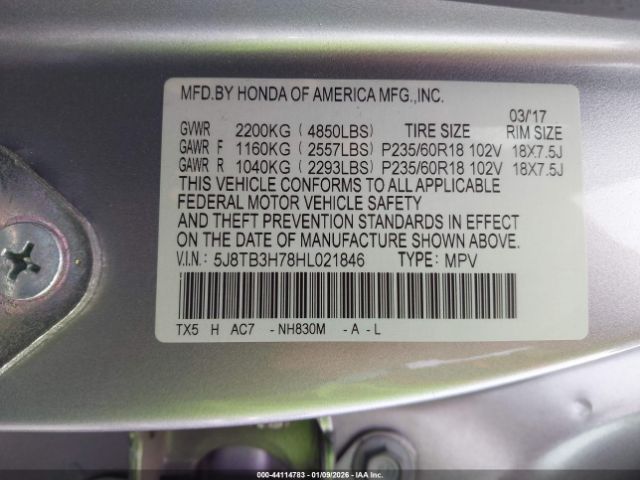 MFD.BY HONDA OF AMERICA MFG.,INC.
03/'17
GVWR 2200KG ( 4850LBS) TIRE SIZE RIM SIZE
GAWR F 1160KG ( 2557LBS) P235/60R18 102V 18X7.5J
GAWR R 1040KG ( 2293LBS) P235/60R18 102V 18X7.5J
THIS VEHICLE CONFORMS TO ALL APPLICABLE
FEDERAL MOTOR VEHICLE SAFETY
AND THEFT PREVENTION STANDARDS IN EFFECT
ON THE DATE OF MANUFACTURE SHOWN ABOVE.
V.I.N.: 5J8TB3H78HL021846 TYPE: MPV
TX5 H AC7 -NH830M -A-L
000-44114783 | 01/09/2026 - IAA Inc.